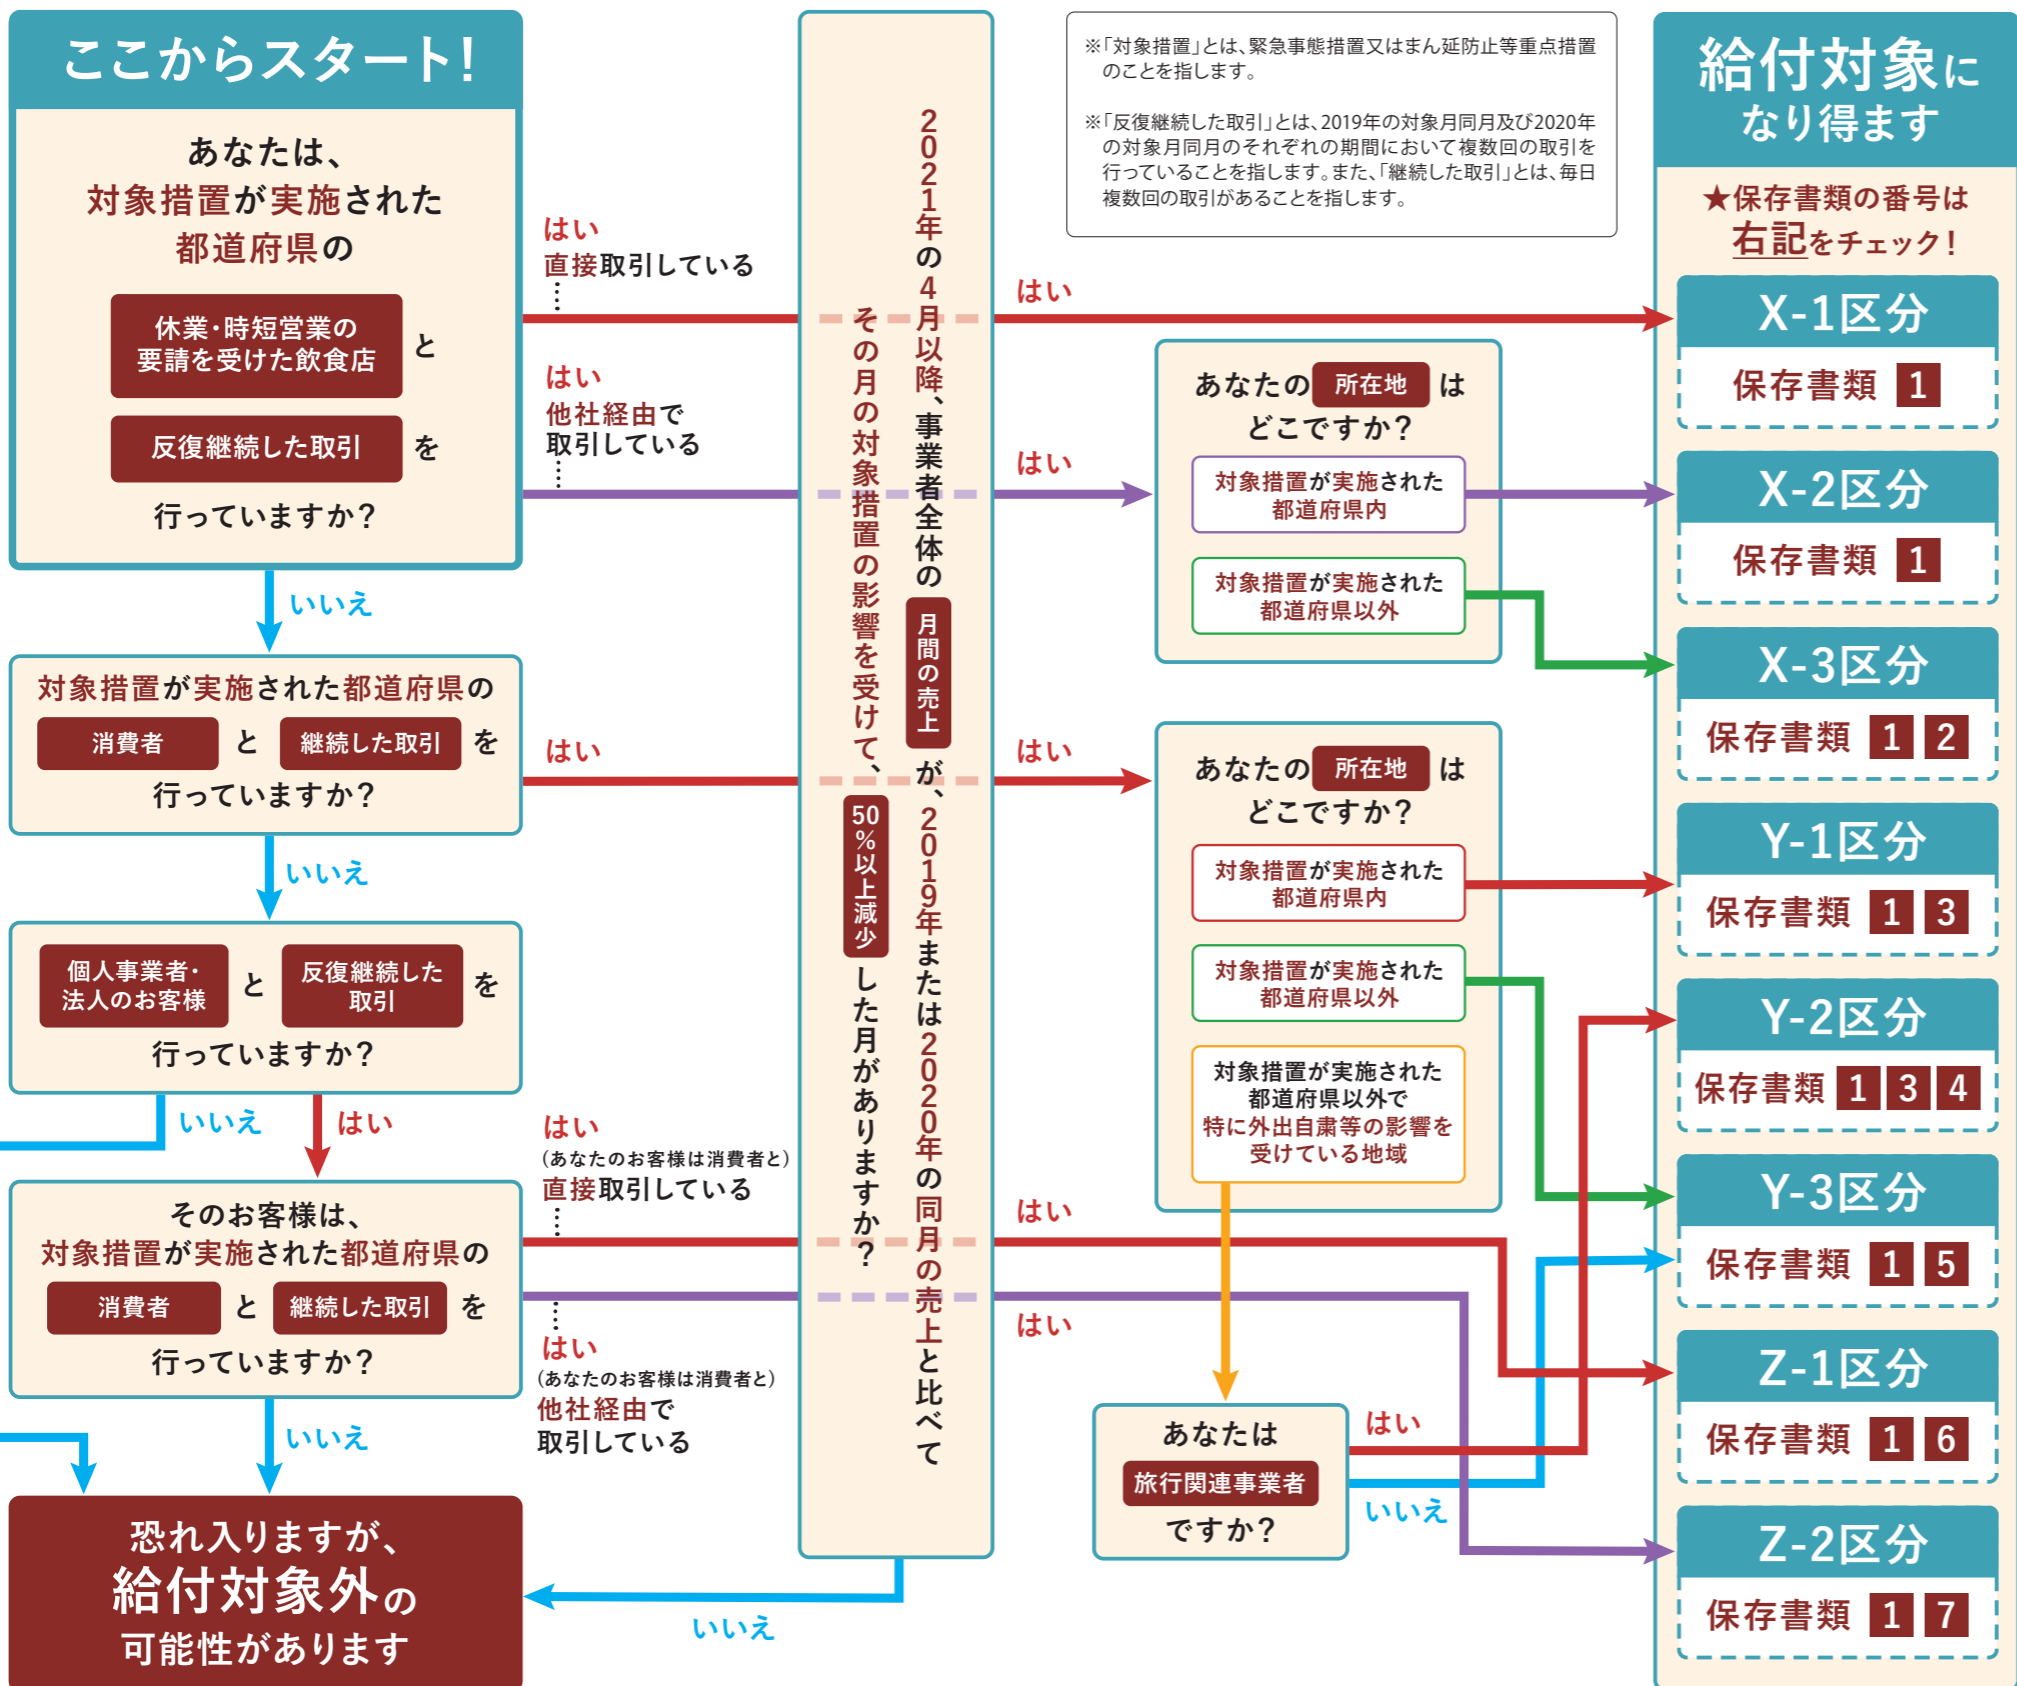 ここからスタート！
あなたは、
対象措置が実施された
都道府県の
休業・時短営業の
要請を受けた飲食店
と
反復継続した取引
を
行っていますか？
いいえ
対象措置が実施された都道府県の
消費者 と 継続した取引 を
行っていますか？
いいえ
個人事業者・
法人のお客様
と
反復継続した
取引
を
行っていますか？
いいえ
はい
そのお客様は、
対象措置が実施された都道府県の
消費者 と 継続した取引 を
行っていますか？
いいえ
恐れ入りますが、
給付対象外の
可能性があります
はい
直接取引している
はい
他社経由で
取引している
はい
はい
(あなたのお客様は消費者と)
直接取引している
はい
(あなたのお客様は消費者と)
他社経由で
取引している
2021年の4月以降、事業者全体の月間の売上が、2019年または2020年の同月の売上と比べて
その月の対象措置の影響を受けて、50%以上減少した月がありますか？
いいえ
はい
はい
はい
はい
はい
※「対象措置」とは、緊急事態措置又はまん延防止等重点措置
のことを指します。
※「反復継続した取引」とは、2019年の対象月同月及び2020年
の対象月同月のそれぞれの期間において複数回の取引を
行っていることを指します。また、「継続した取引」とは、毎日
複数回の取引があることを指します。
あなたの 所在地 は
どこですか？
対象措置が実施された
都道府県内
対象措置が実施された
都道府県以外
あなたの 所在地 は
どこですか？
対象措置が実施された
都道府県内
対象措置が実施された
都道府県以外
対象措置が実施された
都道府県以外で
特に外出自粛等の影響を
受けている地域
あなたは
旅行関連事業者
ですか？
はい
いいえ
給付対象に
なり得ます
★保存書類の番号は
右記をチェック！
X-1区分
保存書類 1
X-2区分
保存書類 1
X-3区分
保存書類 1 2
Y-1区分
保存書類 1 3
Y-2区分
保存書類 1 3 4
Y-3区分
保存書類 1 5
Z-1区分
保存書類 1 6
Z-2区分
保存書類 1 7